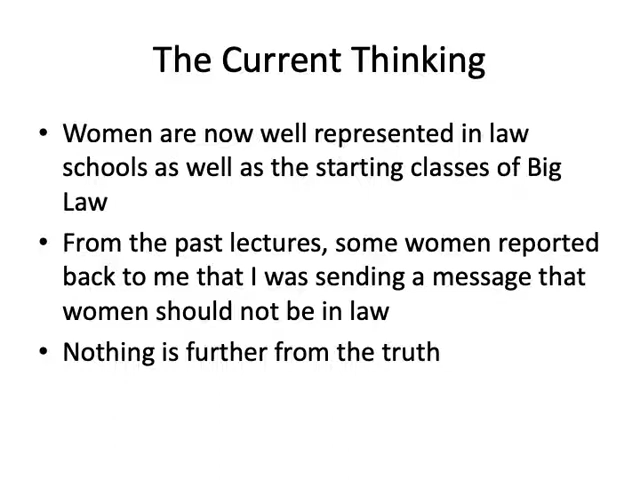 The Current Thinking
• Women are now well represented in law
schools as well as the starting classes of Big
Law
• From the past lectures, some women reported
back to me that I was sending a message that
women should not be in law
• Nothing is further from the truth